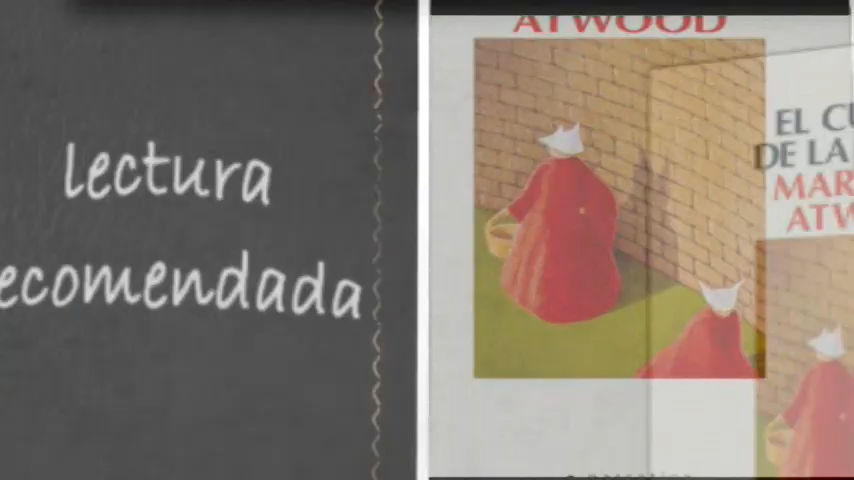 lectura
ecomendada
ATWOOD
EL CU
DE LA
MAR
ATW